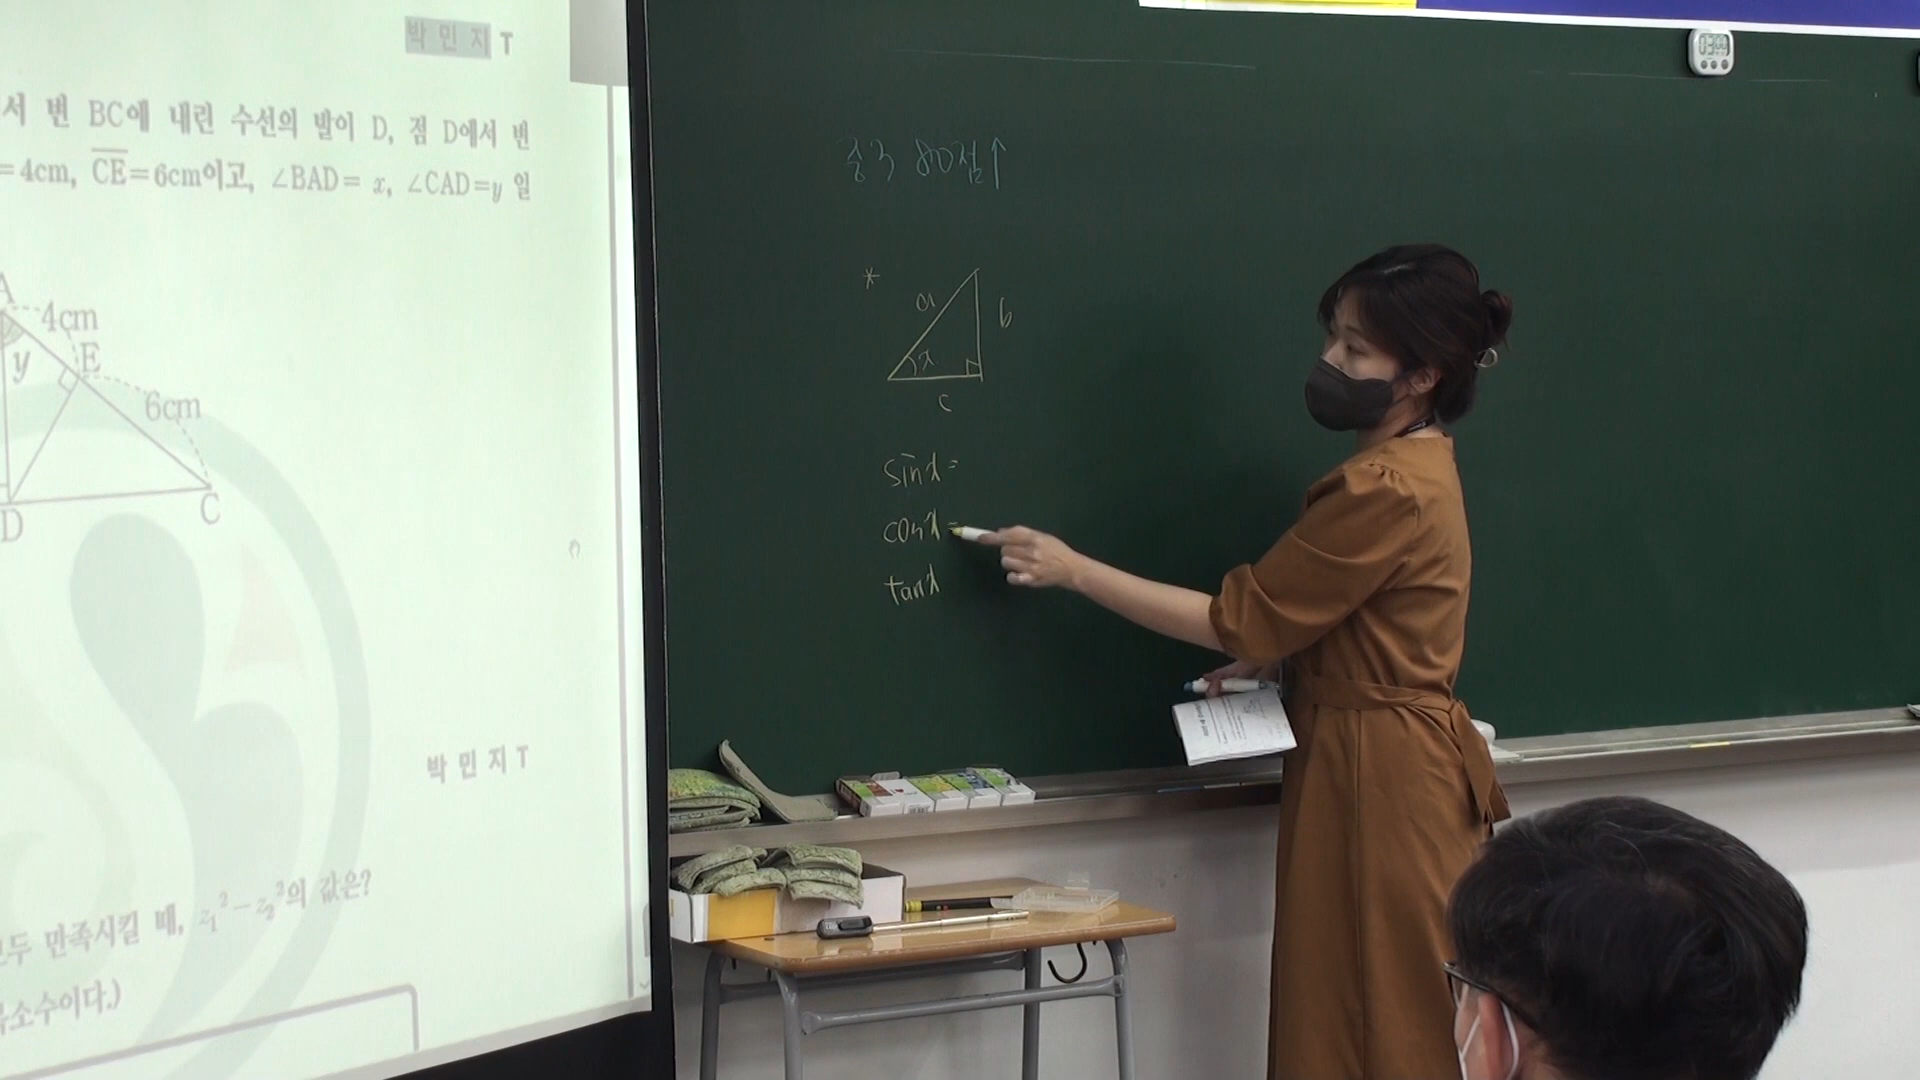 박 민 지 T
서 변 BC에 내린 수선의 발이 D, 점 D에서 변
=4cm, CE=6cm이고, ∠BAD= x, ∠CAD=y 일
A
4cm
y
E
6cm
D
C
박 민 지 T
모두 만족시킬 때, z₁²-z₂²의 값은?
소수이다.)
중3 80점↑
*
a
b
x
c
sinx=
cosx=
tanx